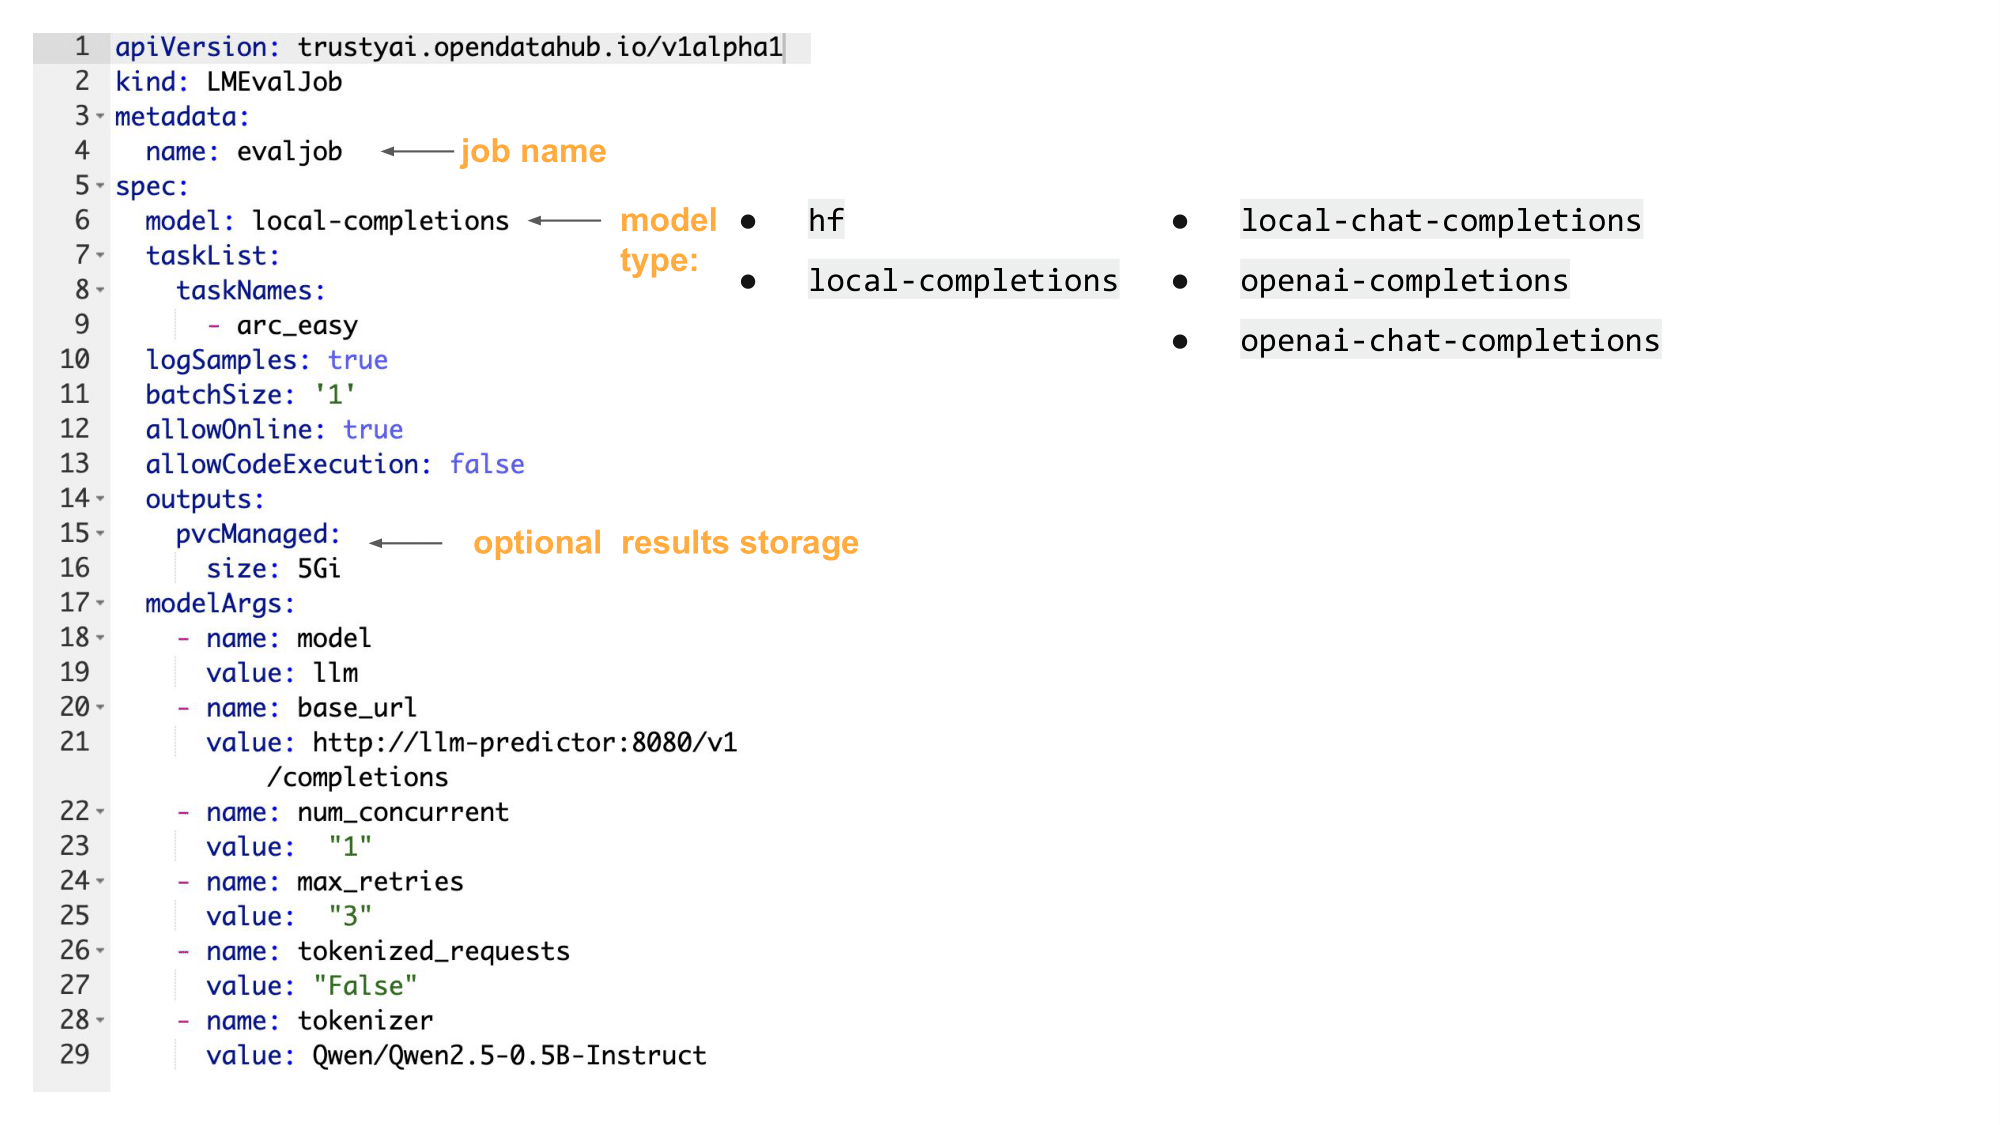 1 apiVersion: trustyai.opendatahub.io/v1alpha1
2 kind: LMEvalJob
3 metadata:
4 name: evaljob
job name
5 spec:
6 model: local-completions
model type:
● hf
● local-completions
● local-chat-completions
● openai-completions
● openai-chat-completions
7 taskList:
8 taskNames:
9 - arc_easy
10 logSamples: true
11 batchSize: '1'
12 allowOnline: true
13 allowCodeExecution: false
14 outputs:
15 pvcManaged:
optional results storage
16 size: 5Gi
17 modelArgs:
18 - name: model
19 value: llm
20 - name: base_url
21 value: http://llm-predictor:8080/v1
/completions
22 - name: num_concurrent
23 value: "1"
24 - name: max_retries
25 value: "3"
26 - name: tokenized_requests
27 value: "False"
28 - name: tokenizer
29 value: Qwen/Qwen2.5-0.5B-Instruct